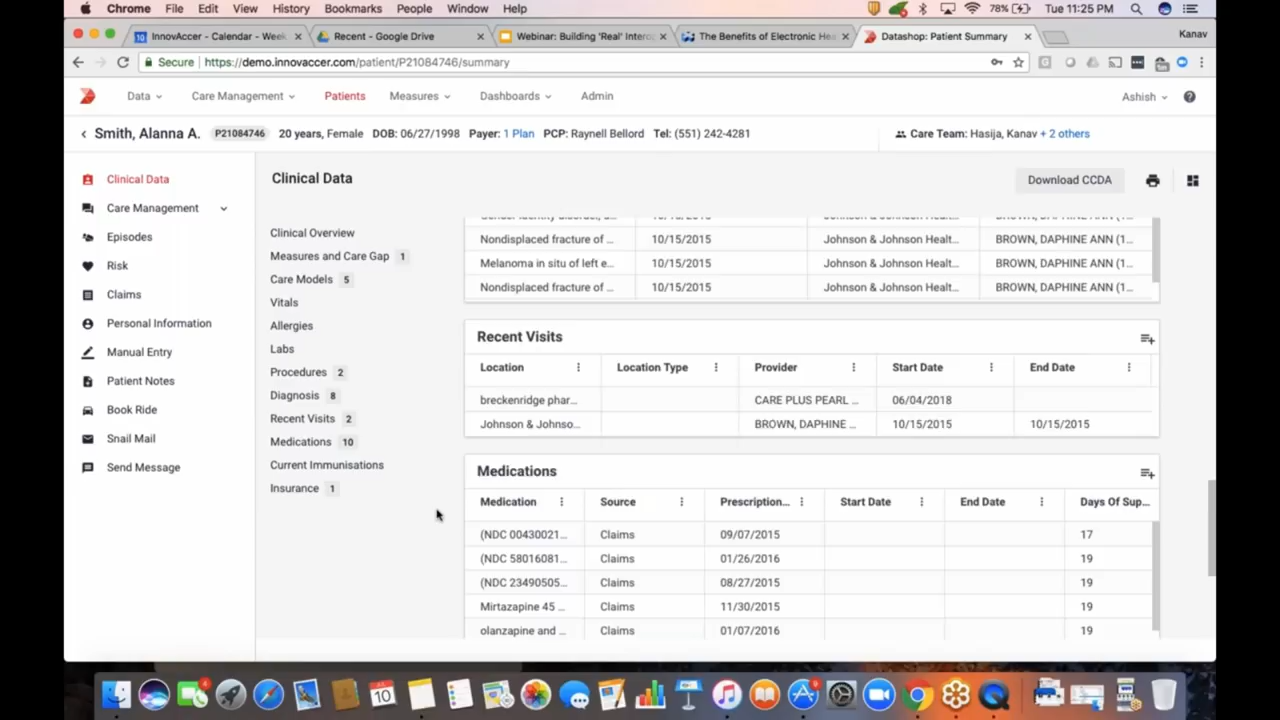 Chrome File Edit View History Bookmarks People Window Help 78% Tue 11:25 PM
10 InnovAccer - Calendar - Week Recent - Google Drive Webinar: Building 'Real' Interc The Benefits of Electronic Hea Datashop: Patient Summary Kanav
Secure https://demo.innovaccer.com/patient/P21084746/summary
Data Care Management Patients Measures Dashboards Admin Ashish ?
Smith, Alanna A. P21084746 20 years, Female DOB: 06/27/1998 Payer: 1 Plan PCP: Raynell Bellord Tel: (551) 242-4281 Care Team: Hasija, Kanav + 2 others
Clinical Data
Care Management
Episodes
Risk
Claims
Personal Information
Manual Entry
Patient Notes
Book Ride
Snail Mail
Send Message
Clinical Data
Download CCDA
Clinical Overview
Measures and Care Gap 1
Care Models 5
Vitals
Allergies
Labs
Procedures 2
Diagnosis 8
Recent Visits 2
Medications 10
Current Immunisations
Insurance 1
Nondisplaced fracture of ... 10/15/2015 Johnson & Johnson Healt... BROWN, DAPHINE ANN (1...
Melanoma in situ of left e... 10/15/2015 Johnson & Johnson Healt... BROWN, DAPHINE ANN (1...
Nondisplaced fracture of ... 10/15/2015 Johnson & Johnson Healt... BROWN, DAPHINE ANN (1...
Recent Visits
Location Location Type Provider Start Date End Date
breckenridge phar... CARE PLUS PEARL ... 06/04/2018
Johnson & Johnso... BROWN, DAPHINE ... 10/15/2015 10/15/2015
Medications
Medication Source Prescription... Start Date End Date Days Of Sup...
(NDC 00430021... Claims 09/07/2015 17
(NDC 58016081... Claims 01/26/2016 19
(NDC 23490505... Claims 08/27/2015 19
Mirtazapine 45 ... Claims 11/30/2015 19
olanzapine and ... Claims 01/07/2016 19
4
10